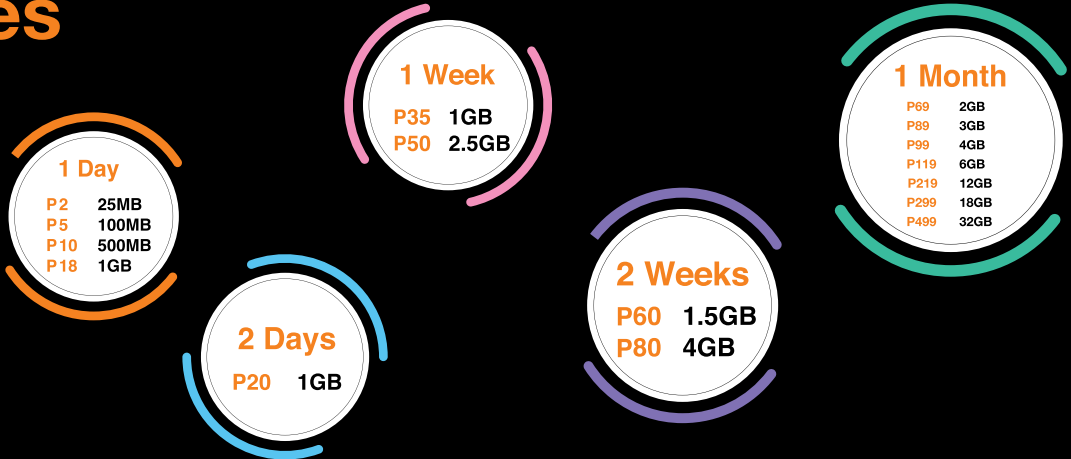 1 Day
P2 25MB
P5 100MB
P10 500MB
P18 1GB
2 Days
P20 1GB
1 Week
P35 1GB
P50 2.5GB
2 Weeks
P60 1.5GB
P80 4GB
1 Month
P69 2GB
P89 3GB
P99 4GB
P119 6GB
P219 12GB
P299 18GB
P499 32GB